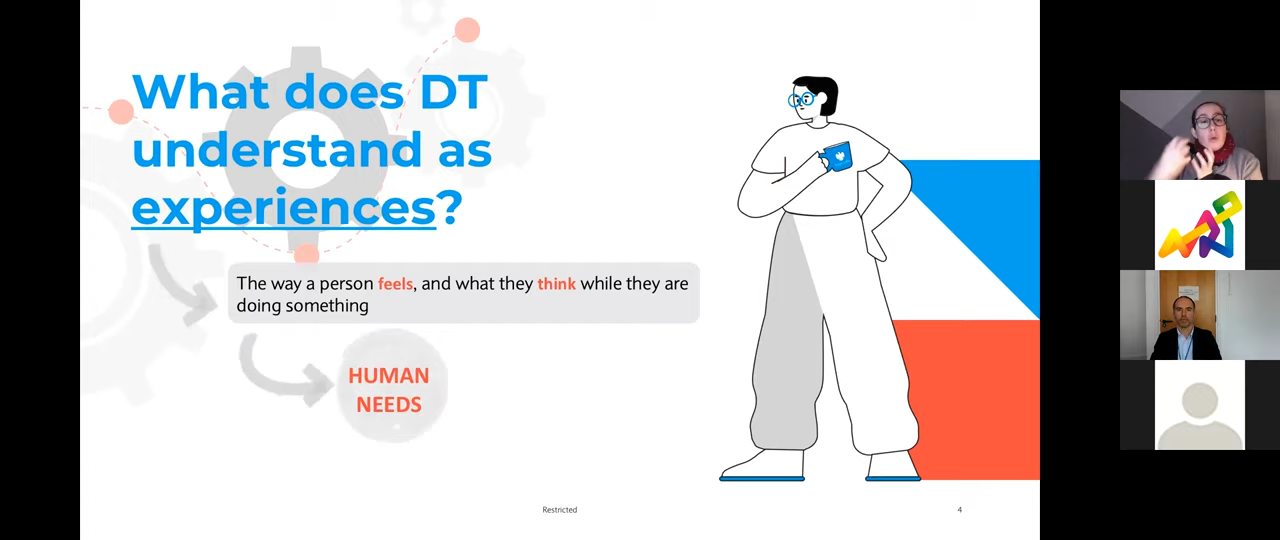 What does DT
understand as
experiences?
The way a person feels, and what they think while they are
doing something
HUMAN
NEEDS
Restricted
4